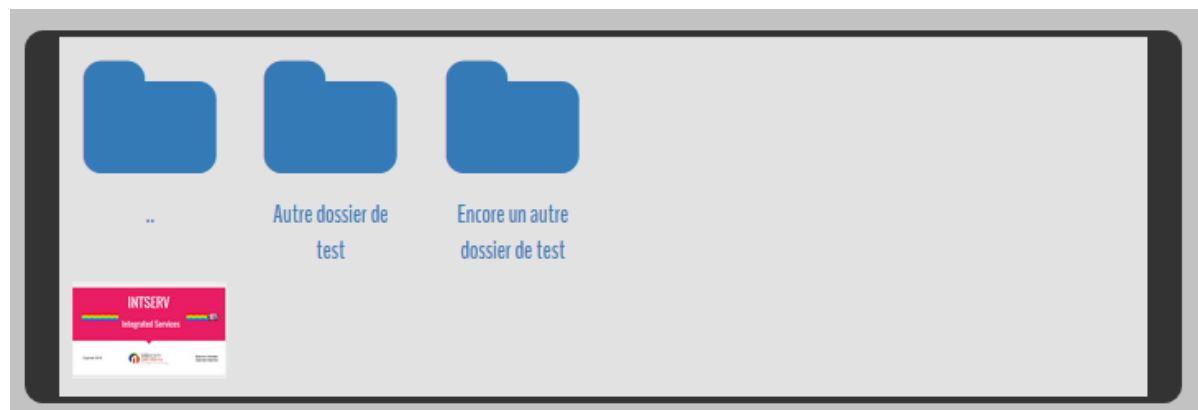 ..
Autre dossier de
test
Encore un autre
dossier de test
INTSERV
Integrated Services